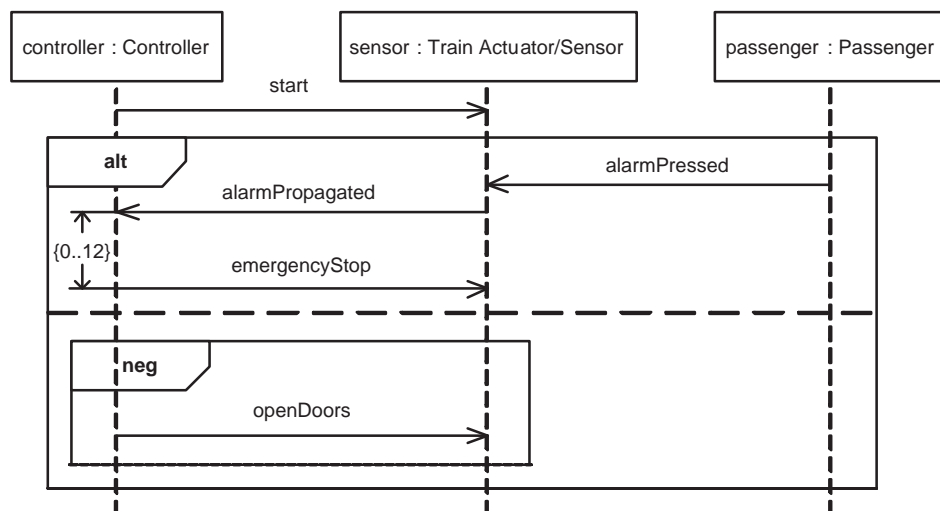 controller : Controller
sensor : Train Actuator/Sensor
passenger : Passenger
start
alt
alarmPressed
alarmPropagated
{0..12}
emergencyStop
neg
openDoors